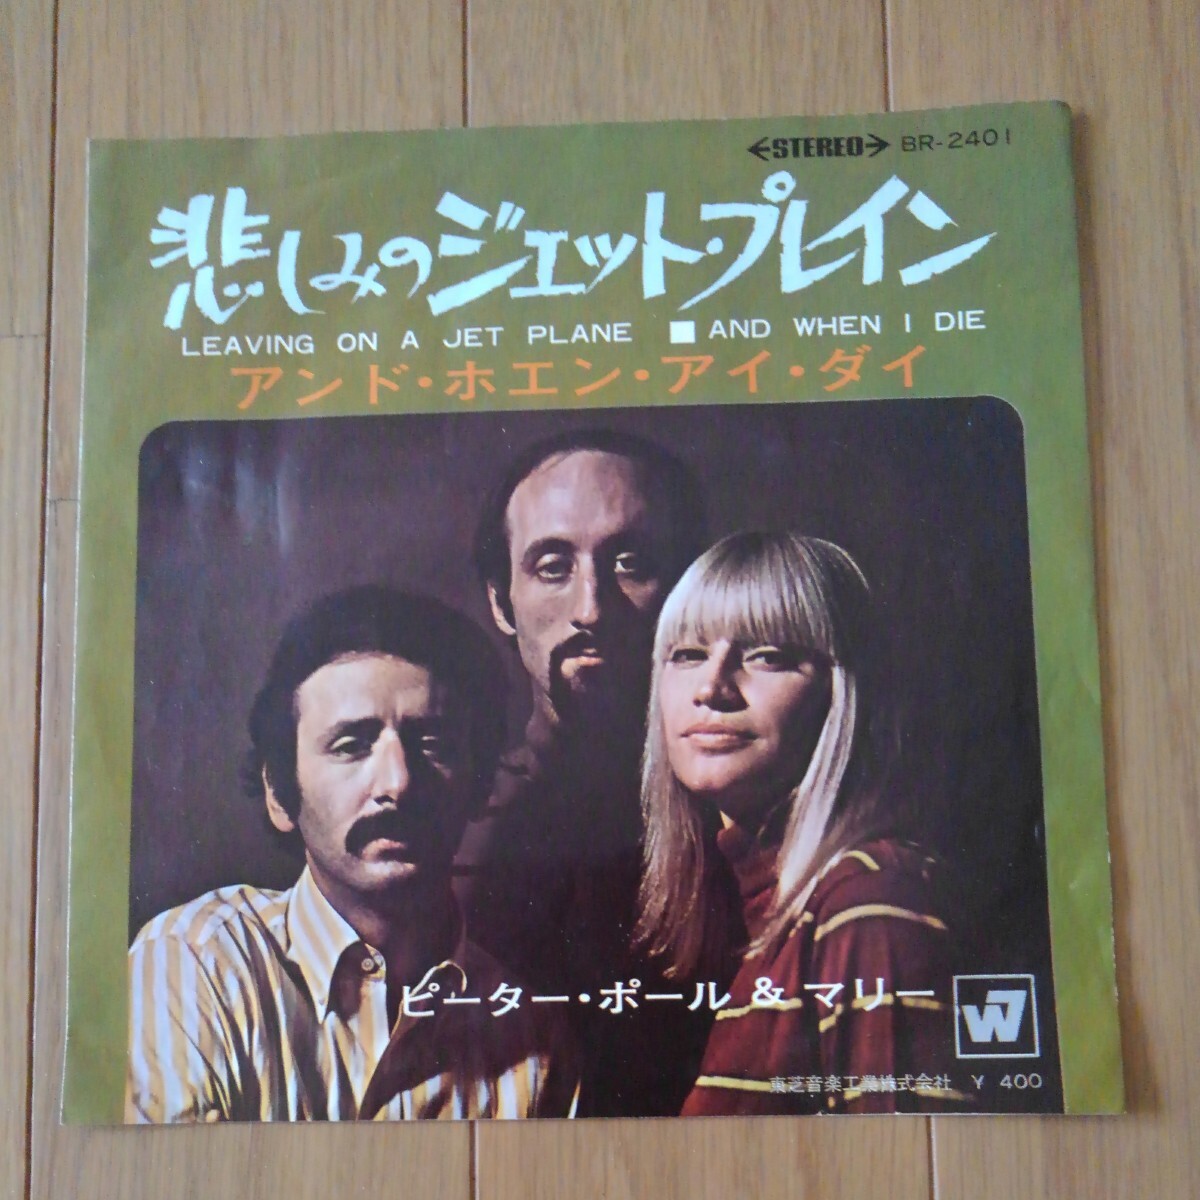 ←STEREO→ BR-2401
悲しみのジェット・プレイン
LEAVING ON A JET PLANE ■ AND WHEN I DIE
アンド・ホエン・アイ・ダイ
ピーター・ポール & マリー
W7
東芝音楽工業株式会社 ¥ 400